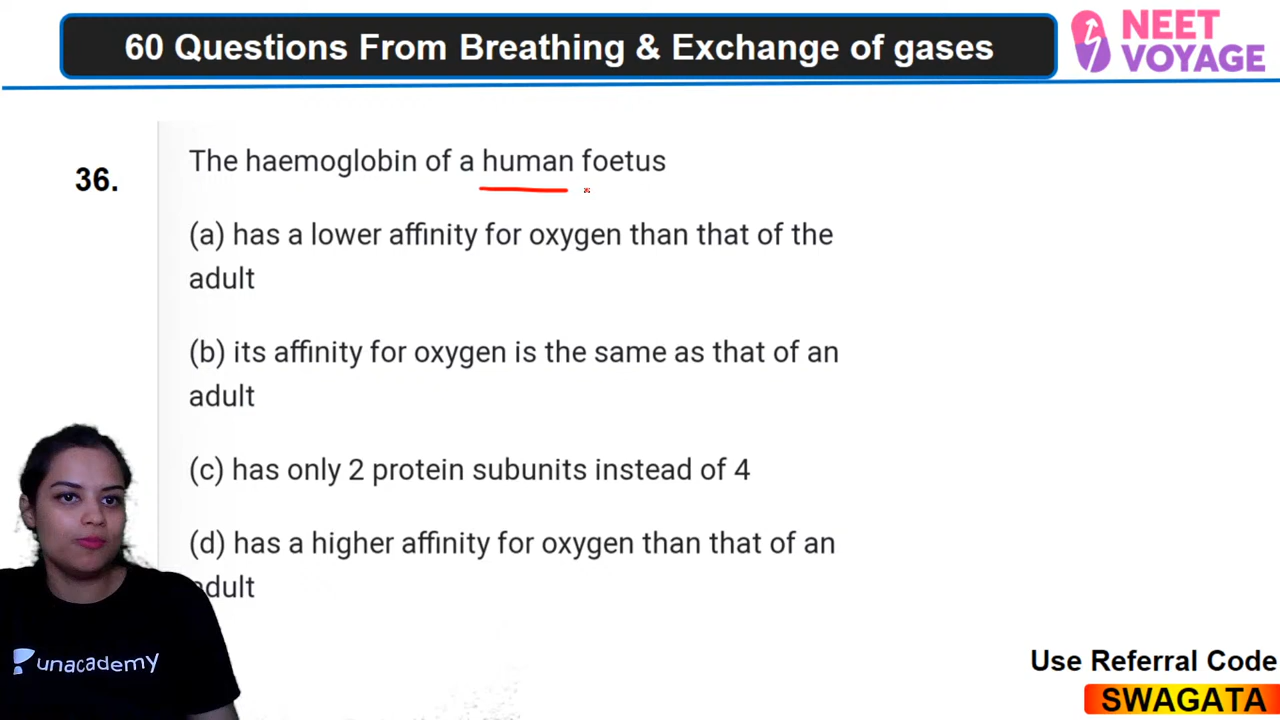 60 Questions From Breathing & Exchange of gases
NEET
VOYAGE
36.
The haemoglobin of a human foetus
(a) has a lower affinity for oxygen than that of the
adult
(b) its affinity for oxygen is the same as that of an
adult
(c) has only 2 protein subunits instead of 4
(d) has a higher affinity for oxygen than that of an
adult
unacademy
Use Referral Code
SWAGATA